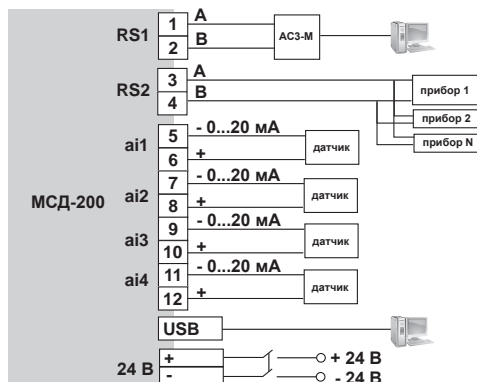 RS1 1 A
2 B
АС3-М
RS2 3 A
4 B
прибор 1
прибор 2
прибор N
ai1 5 - 0...20 мА
6 +
датчик
ai2 7 - 0...20 мА
8 +
датчик
МСД-200
ai3 9 - 0...20 мА
10 +
датчик
ai4 11 - 0...20 мА
12 +
датчик
USB
24 В + + 24 В
- - 24 В